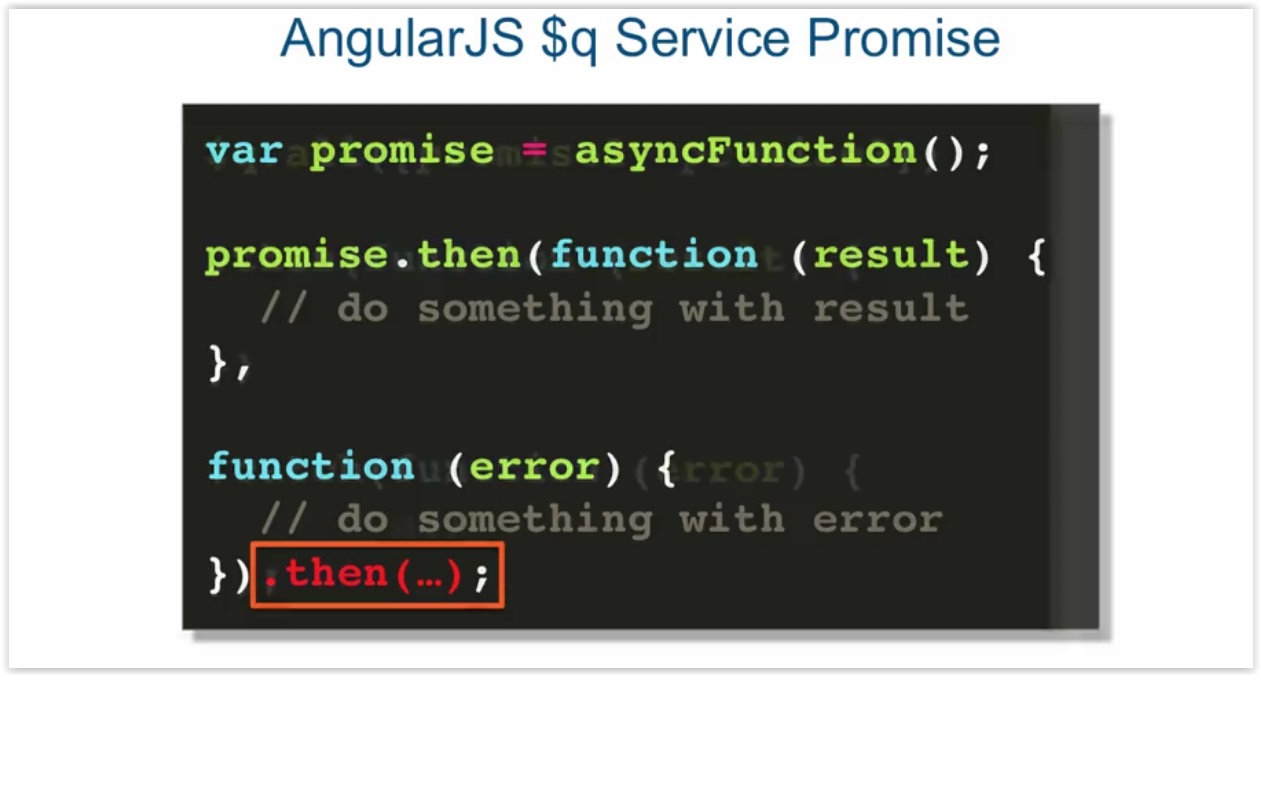 AngularJS $q Service Promise
var promise = asyncFunction();
promise.then(function (result) {
  // do something with result
},
function (error) {
  // do something with error
}).then(…);